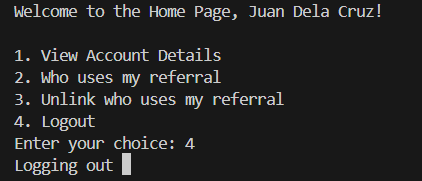 Welcome to the Home Page, Juan Dela Cruz!
1. View Account Details
2. Who uses my referral
3. Unlink who uses my referral
4. Logout
Enter your choice: 4
Logging out